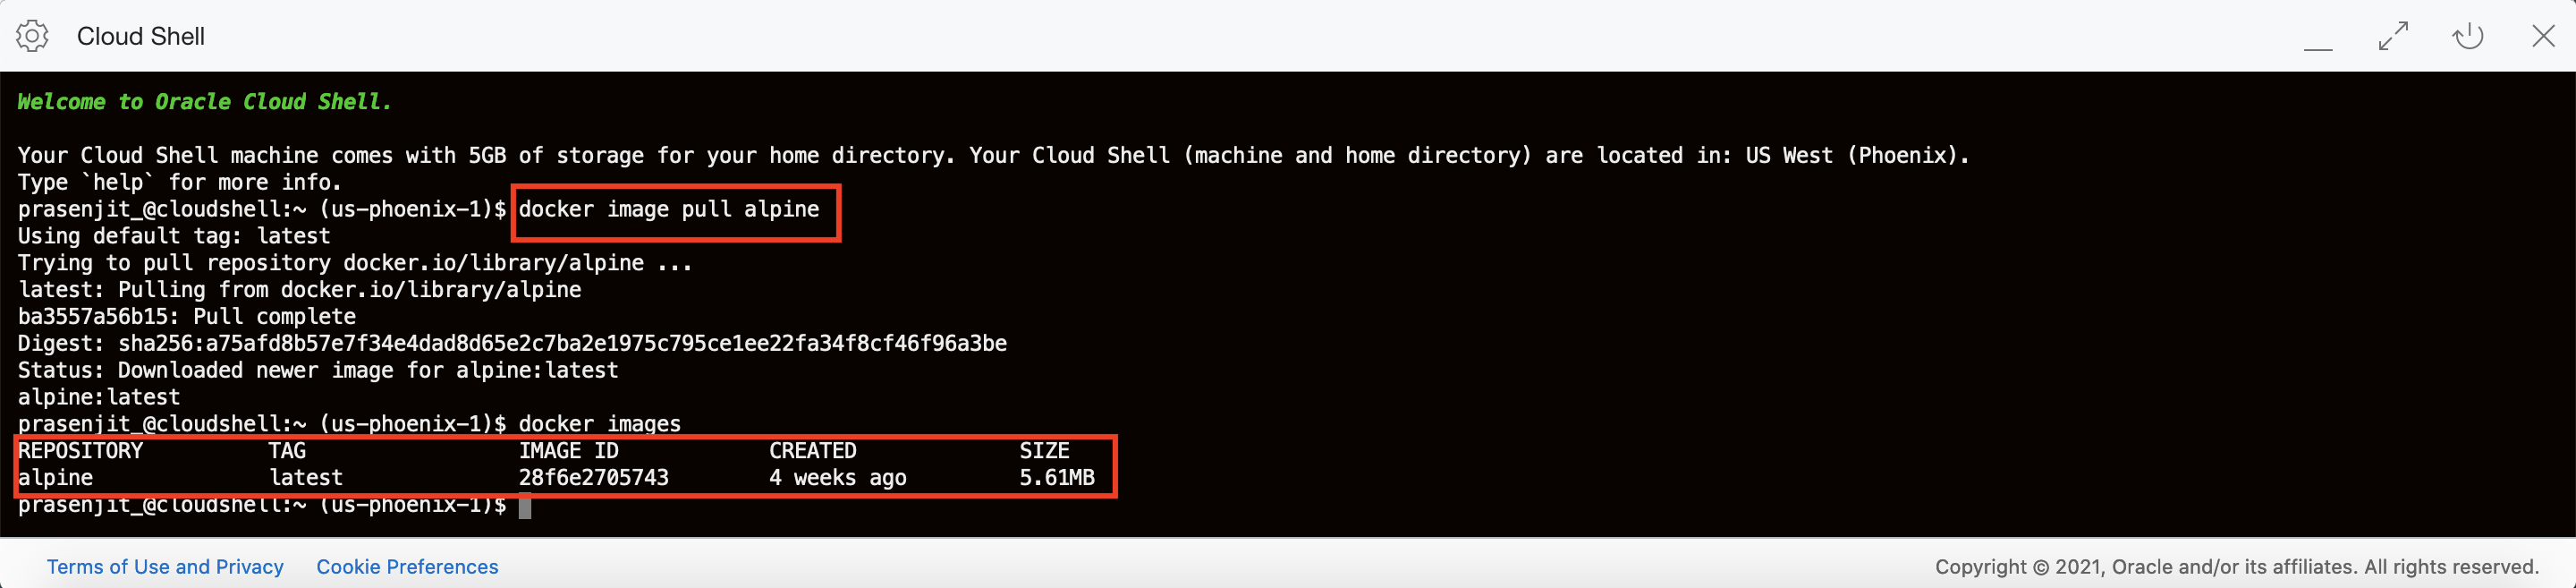 Cloud Shell
Welcome to Oracle Cloud Shell.
Your Cloud Shell machine comes with 5GB of storage for your home directory. Your Cloud Shell (machine and home directory) are located in: US West (Phoenix).
Type `help` for more info.
prasenjit_@cloudshell:~ (us-phoenix-1)$ docker image pull alpine
Using default tag: latest
Trying to pull repository docker.io/library/alpine ...
latest: Pulling from docker.io/library/alpine
ba3557a56b15: Pull complete
Digest: sha256:a75afd8b57e7f34e4dad8d65e2c7ba2e1975c795ce1ee22fa34f8cf46f96a3be
Status: Downloaded newer image for alpine:latest
alpine:latest
prasenjit_@cloudshell:~ (us-phoenix-1)$ docker images
REPOSITORY TAG IMAGE ID CREATED SIZE
alpine latest 28f6e2705743 4 weeks ago 5.61MB
prasenjit_@cloudshell:~ (us-phoenix-1)$
Terms of Use and Privacy Cookie Preferences Copyright © 2021, Oracle and/or its affiliates. All rights reserved.